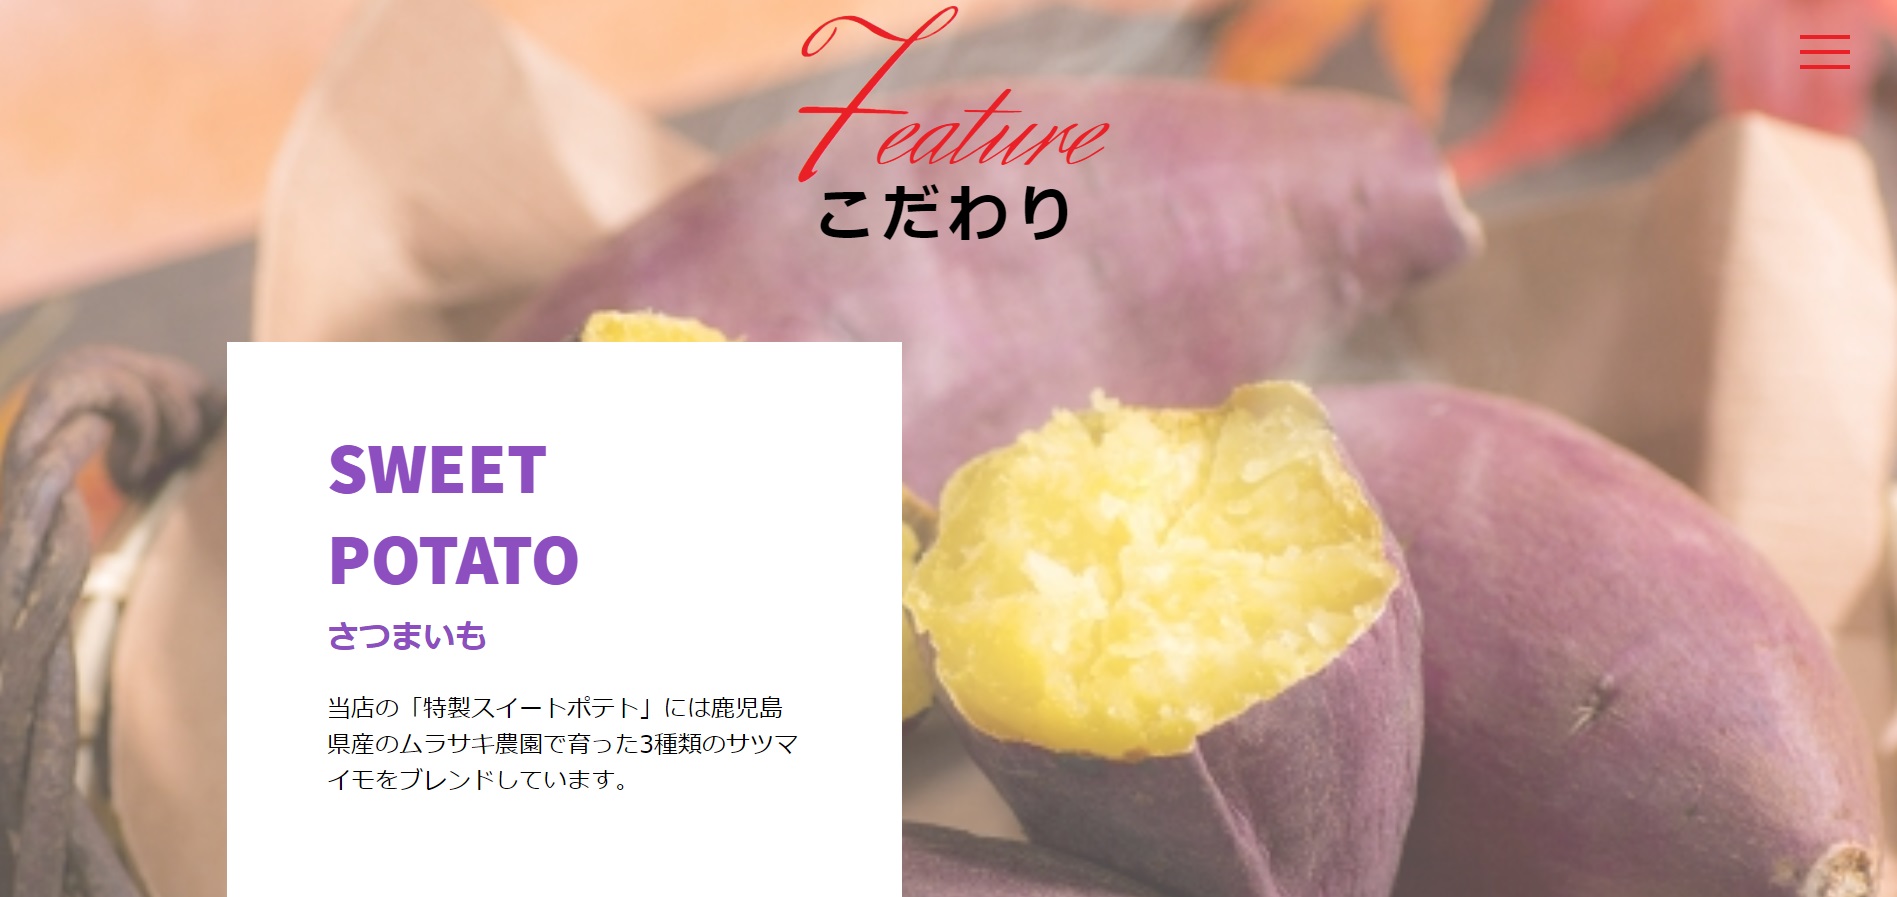 Feature
こだわり
SWEET
POTATO
さつまいも
当店の「特製スイートポテト」には鹿児島
県産のムラサキ農園で育った3種類のサツマ
イモをブレンドしています。